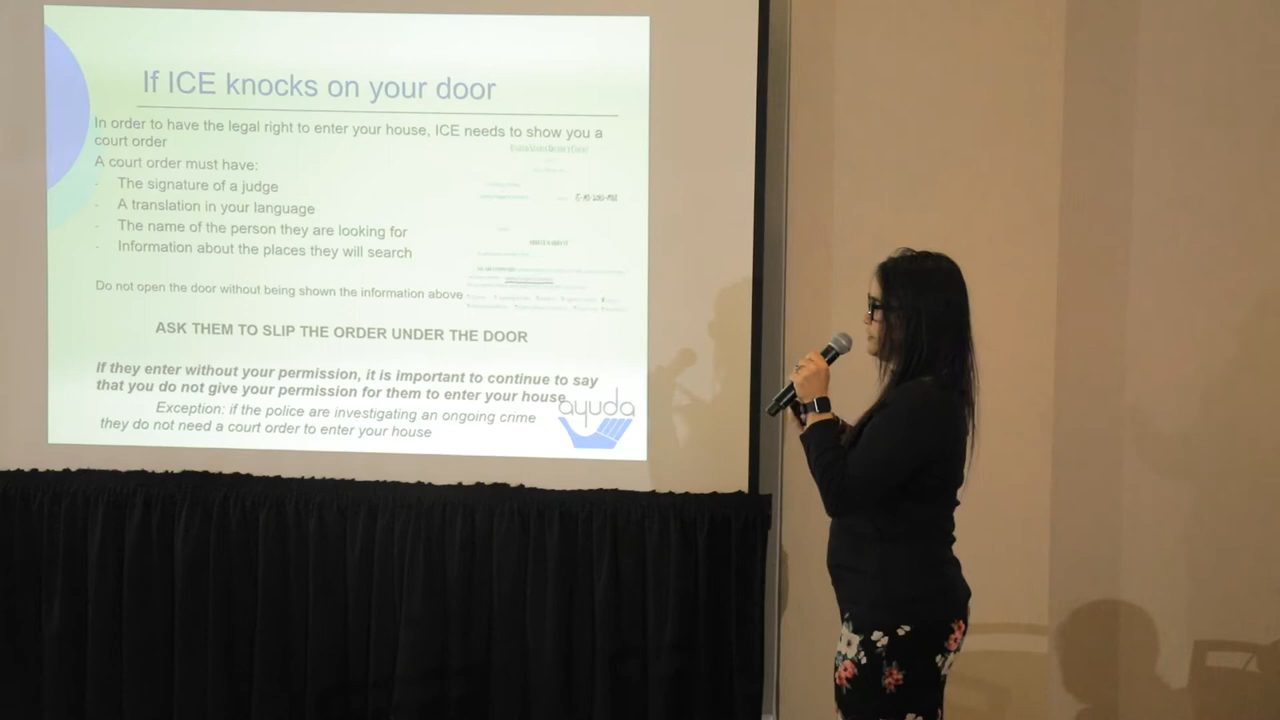 If ICE knocks on your door
In order to have the legal right to enter your house, ICE needs to show you a
court order
A court order must have:
- The signature of a judge
- A translation in your language
- The name of the person they are looking for
- Information about the places they will search
Do not open the door without being shown the information above
ASK THEM TO SLIP THE ORDER UNDER THE DOOR
If they enter without your permission, it is important to continue to say
that you do not give your permission for them to enter your house
Exception: if the police are investigating an ongoing crime
they do not need a court order to enter your house
ayuda